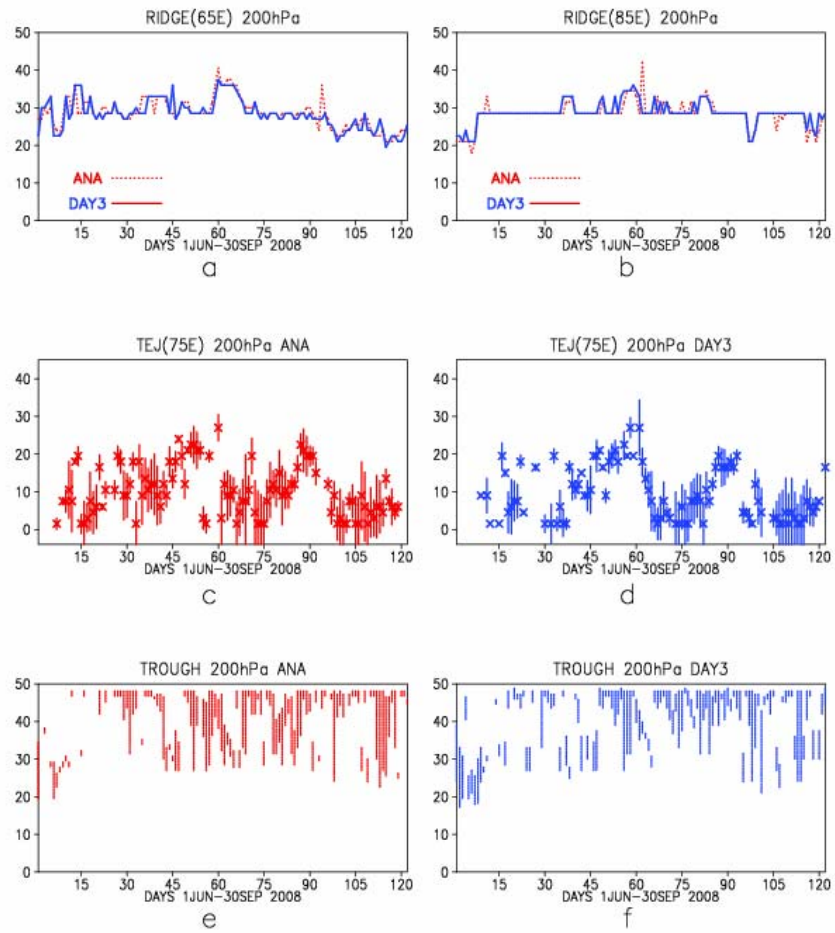 RIDGE(65E) 200hPa
50
40
30
20
10
0
ANA
DAY3
15 30 45 60 75 90 105 120
DAYS 1JUN-30SEP 2008
a
RIDGE(85E) 200hPa
50
40
30
20
10
0
ANA
DAY3
15 30 45 60 75 90 105 120
DAYS 1JUN-30SEP 2008
b
TEJ(75E) 200hPa ANA
40
30
20
10
0
15 30 45 60 75 90 105 120
DAYS 1JUN-30SEP 2008
c
TEJ(75E) 200hPa DAY3
40
30
20
10
0
15 30 45 60 75 90 105 120
DAYS 1JUN-30SEP 2008
d
TROUGH 200hPa ANA
50
40
30
20
10
0
15 30 45 60 75 90 105 120
DAYS 1JUN-30SEP 2008
e
TROUGH 200hPa DAY3
50
40
30
20
10
0
15 30 45 60 75 90 105 120
DAYS 1JUN-30SEP 2008
f